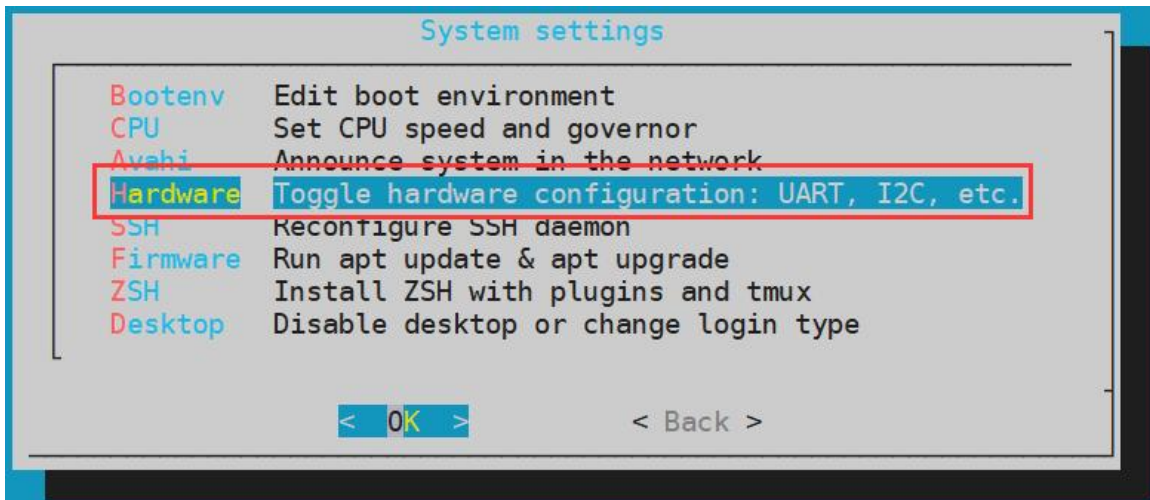 System settings
Bootenv Edit boot environment
CPU Set CPU speed and governor
Avahi Announce system in the network
Hardware Toggle hardware configuration: UART, I2C, etc.
SSH Reconfigure SSH daemon
Firmware Run apt update & apt upgrade
ZSH Install ZSH with plugins and tmux
Desktop Disable desktop or change login type
< OK > < Back >